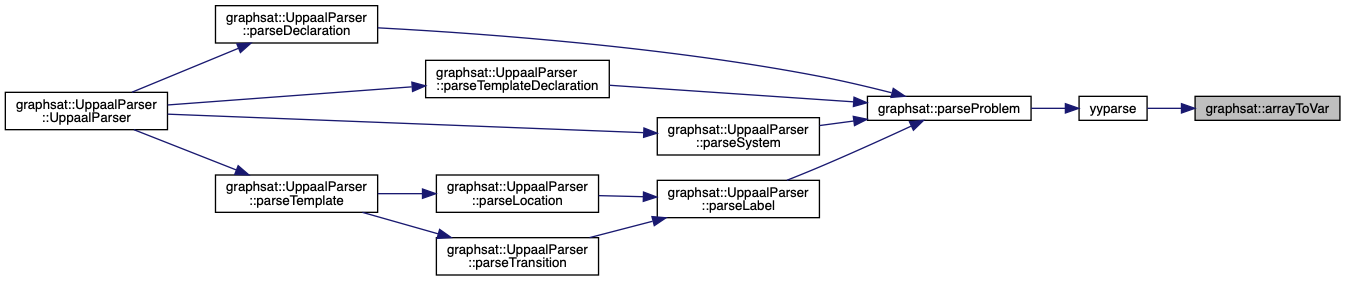 graphsat::UppaalParser
::UppaalParser
graphsat::UppaalParser
::parseDeclaration
graphsat::UppaalParser
::parseTemplateDeclaration
graphsat::UppaalParser
::parseSystem
graphsat::UppaalParser
::parseTemplate
graphsat::UppaalParser
::parseLocation
graphsat::UppaalParser
::parseTransition
graphsat::UppaalParser
::parseLabel
graphsat::parseProblem
yyparse
graphsat::arrayToVar